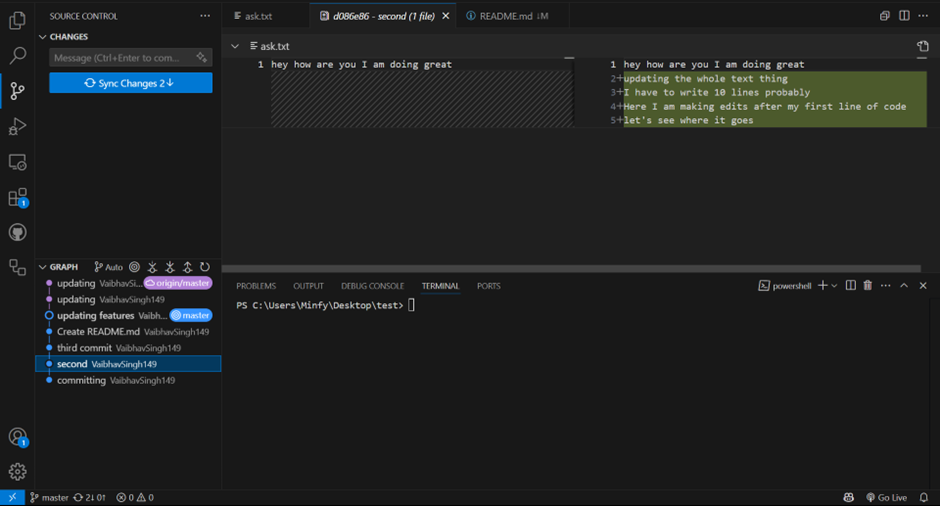 SOURCE CONTROL
CHANGES
Message (Ctrl+Enter to com...
Sync Changes 2↓
GRAPH Auto
updating VaibhavSi... origin/master
updating VaibhavSingh149
updating features Vaibh... master
Create README.md VaibhavSingh149
third commit VaibhavSingh149
second VaibhavSingh149
committing VaibhavSingh149
ask.txt d086e86 - second (1 file) README.md ↓M
ask.txt
1 hey how are you I am doing great
1 hey how are you I am doing great
2+updating the whole text thing
3+I have to write 10 lines probably
4+Here I am making edits after my first line of code
5+let's see where it goes
PROBLEMS OUTPUT DEBUG CONSOLE TERMINAL PORTS powershell
PS C:\Users\Minfy\Desktop\test>
1
1
master 2↓ 0↑ 0 0 Go Live